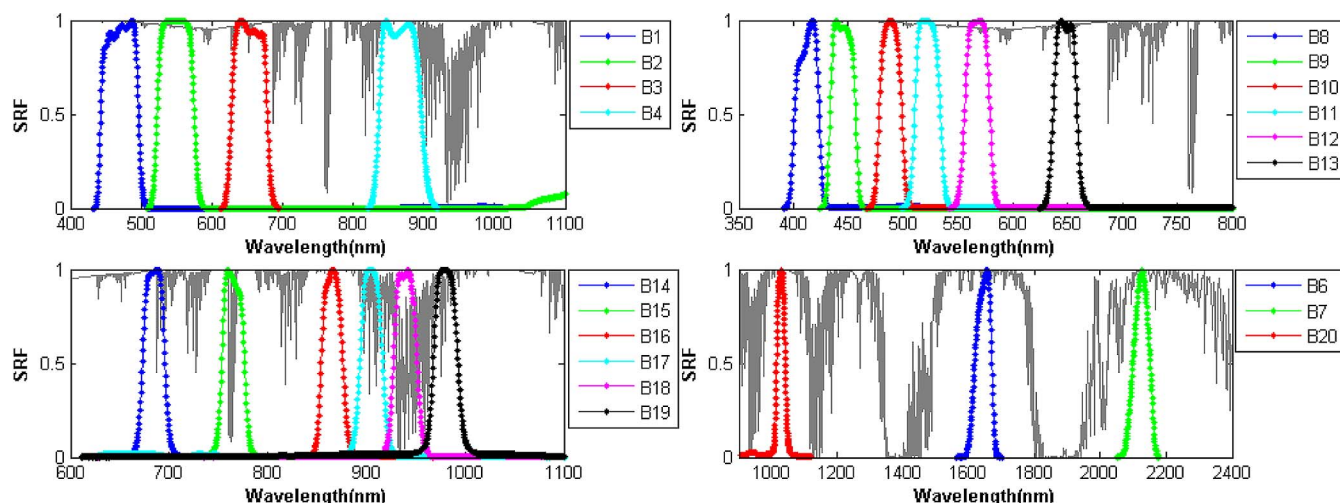 SRF
1
0.5
0
400 500 600 700 800 900 1000 1100
Wavelength(nm)
B1
B2
B3
B4
SRF
1
0.5
0
350 400 450 500 550 600 650 700 750 800
Wavelength(nm)
B8
B9
B10
B11
B12
B13
SRF
1
0.5
0
600 700 800 900 1000 1100
Wavelength(nm)
B14
B15
B16
B17
B18
B19
SRF
1
0.5
0
1000 1200 1400 1600 1800 2000 2200 2400
Wavelength(nm)
B6
B7
B20